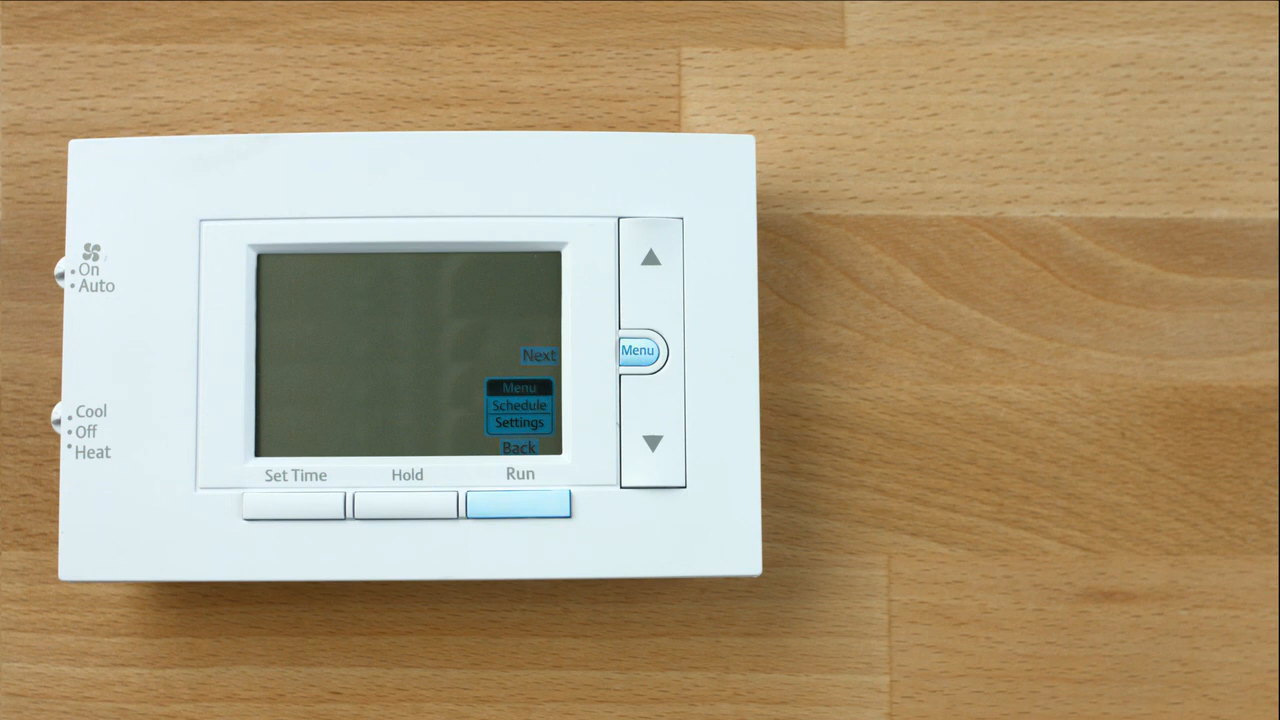 On
Auto
Cool
Off
Heat
Next
Menu
Schedule
Settings
Back
Menu
Set Time
Hold
Run